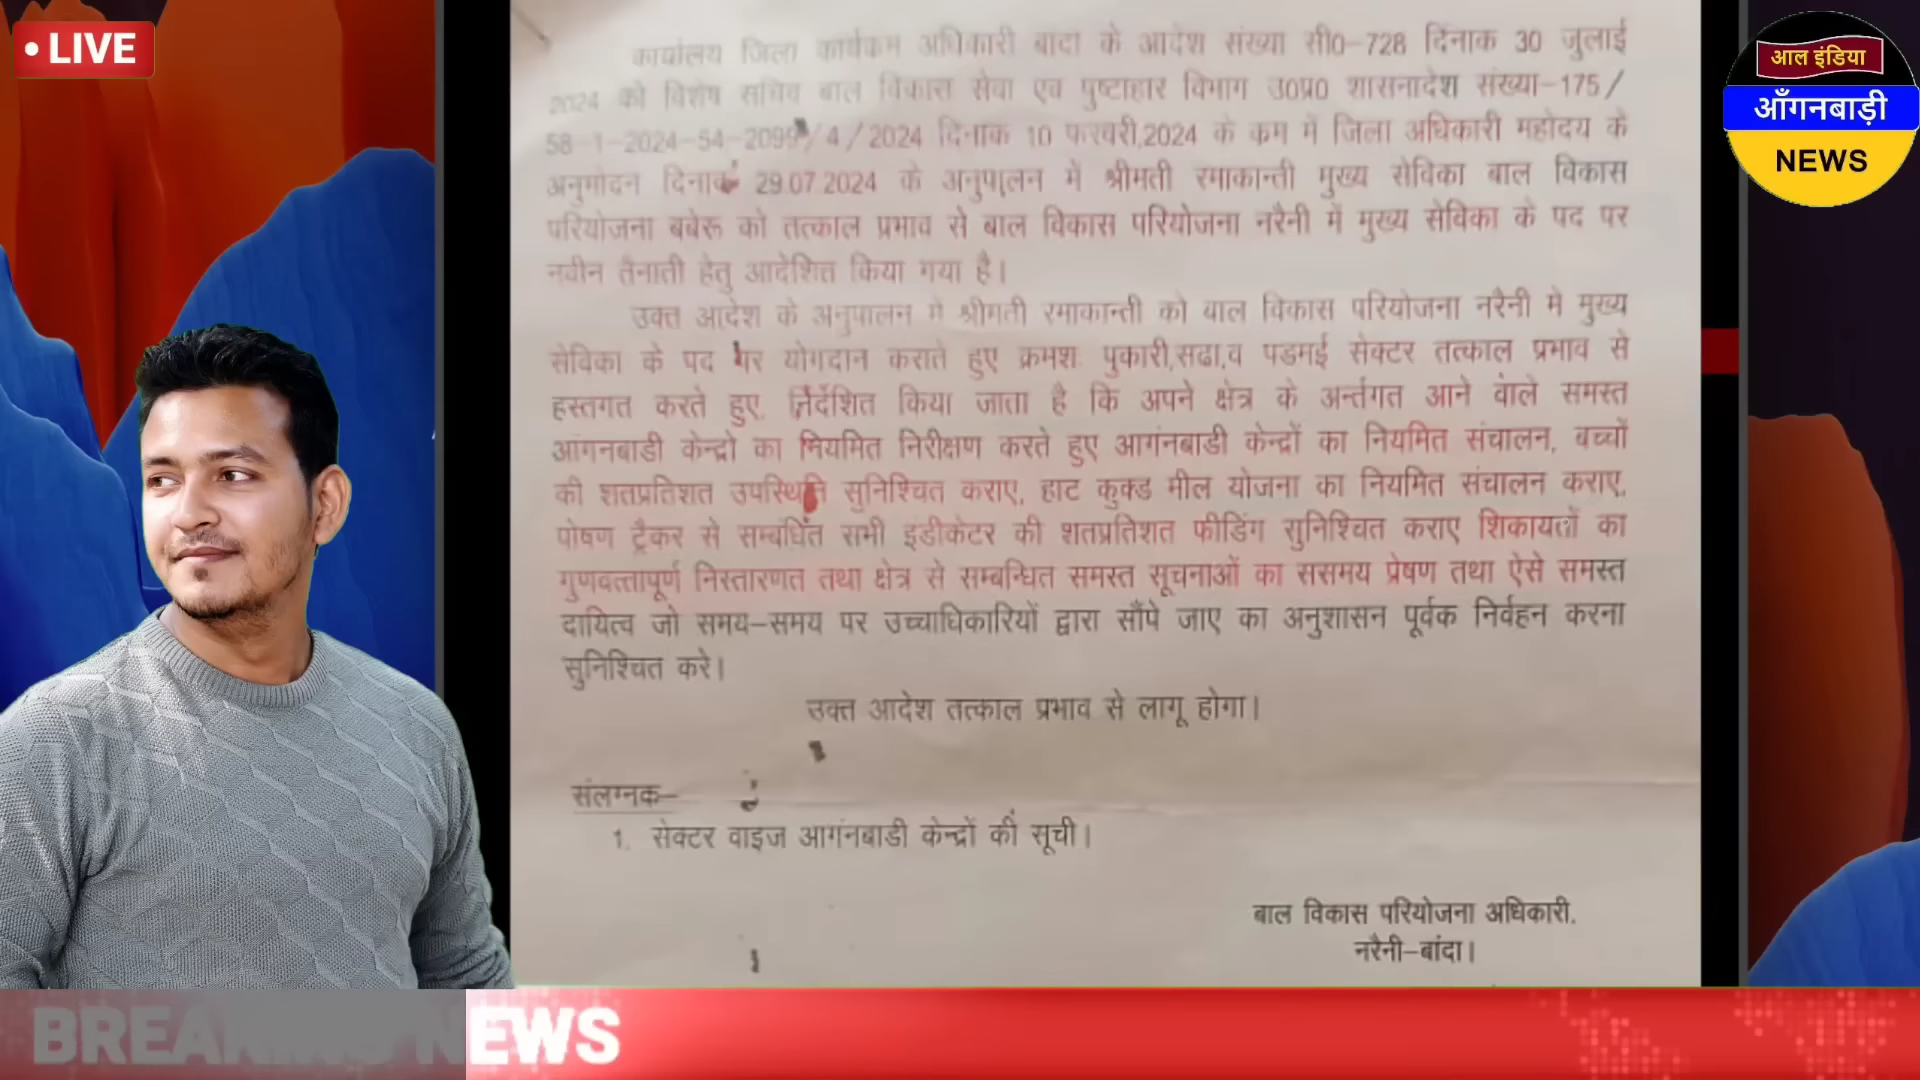 • LIVE
आल इंडिया
आँगनबाड़ी
NEWS
कार्यालय जिला कार्यकम अधिकारी बांदा के आदेश संख्या सी0-728 दिनांक 30 जुलाई
2024 को विशेष सचिव बाल विकास सेवा एवं पुष्टाहार विभाग उ0प्र0 शासनादेश संख्या-175/
58-1-2024-54-2099/4/2024 दिनांक 10 फरवरी,2024 के कम में जिला अधिकारी महोदय के
अनुमोदन दिनांक 29.07.2024 के अनुपालन में श्रीमती रमाकान्ती मुख्य सेविका बाल विकास
परियोजना बबेरू को तत्काल प्रभाव से बाल विकास परियोजना नरैनी में मुख्य सेविका के पद पर
नवीन तैनाती हेतु आदेशित किया गया है।
उक्त आदेश के अनुपालन में श्रीमती रमाकान्ती को बाल विकास परियोजना नरैनी मे मुख्य
सेविका के पद पर योगदान कराते हुए क्रमश पुकारी,सढा,व पडमई सेक्टर तत्काल प्रभाव से
हस्तगत करते हुए निर्देशित किया जाता है कि अपने क्षेत्र के अर्न्तगत आने वाले समस्त
आंगनबाडी केन्द्रो का नियमित निरीक्षण करते हुए आगंनबाडी केन्द्रों का नियमित संचालन, बच्चों
की शतप्रतिशत उपस्थिति सुनिश्चित कराए, हाट कुक्ड मील योजना का नियमित संचालन कराए,
पोषण ट्रैकर से सम्बंधित सभी इंडीकेटर की शतप्रतिशत फीडिंग सुनिश्चित कराए शिकायतों का
गुणवत्तापूर्ण निस्तारणत तथा क्षेत्र से सम्बन्धित समस्त सूचनाओं का ससमय प्रेषण तथा ऐसे समस्त
दायित्व जो समय-समय पर उच्चाधिकारियों द्वारा सौंपे जाए का अनुशासन पूर्वक निर्वहन करना
सुनिश्चित करे।
उक्त आदेश तत्काल प्रभाव से लागू होगा।
संलग्नक-
1. सेक्टर वाइज आगंनबाडी केन्द्रों की सूची।
बाल विकास परियोजना अधिकारी,
नरैनी-बांदा।
BREAKING NEWS